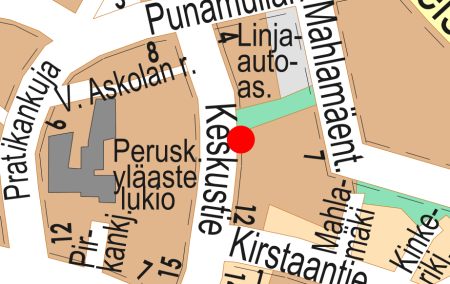 Punamullan
8
4
Linja-
auto-
as.
V. Askolan r.
Pratikankuja
6
Mahlamäent.
Keskustie
Perusk.
yläaste
lukio
7
12
Pir-
kankj.
7
15
12
Kirstaantie
Mahla-
mäki
Kinke-
riki.